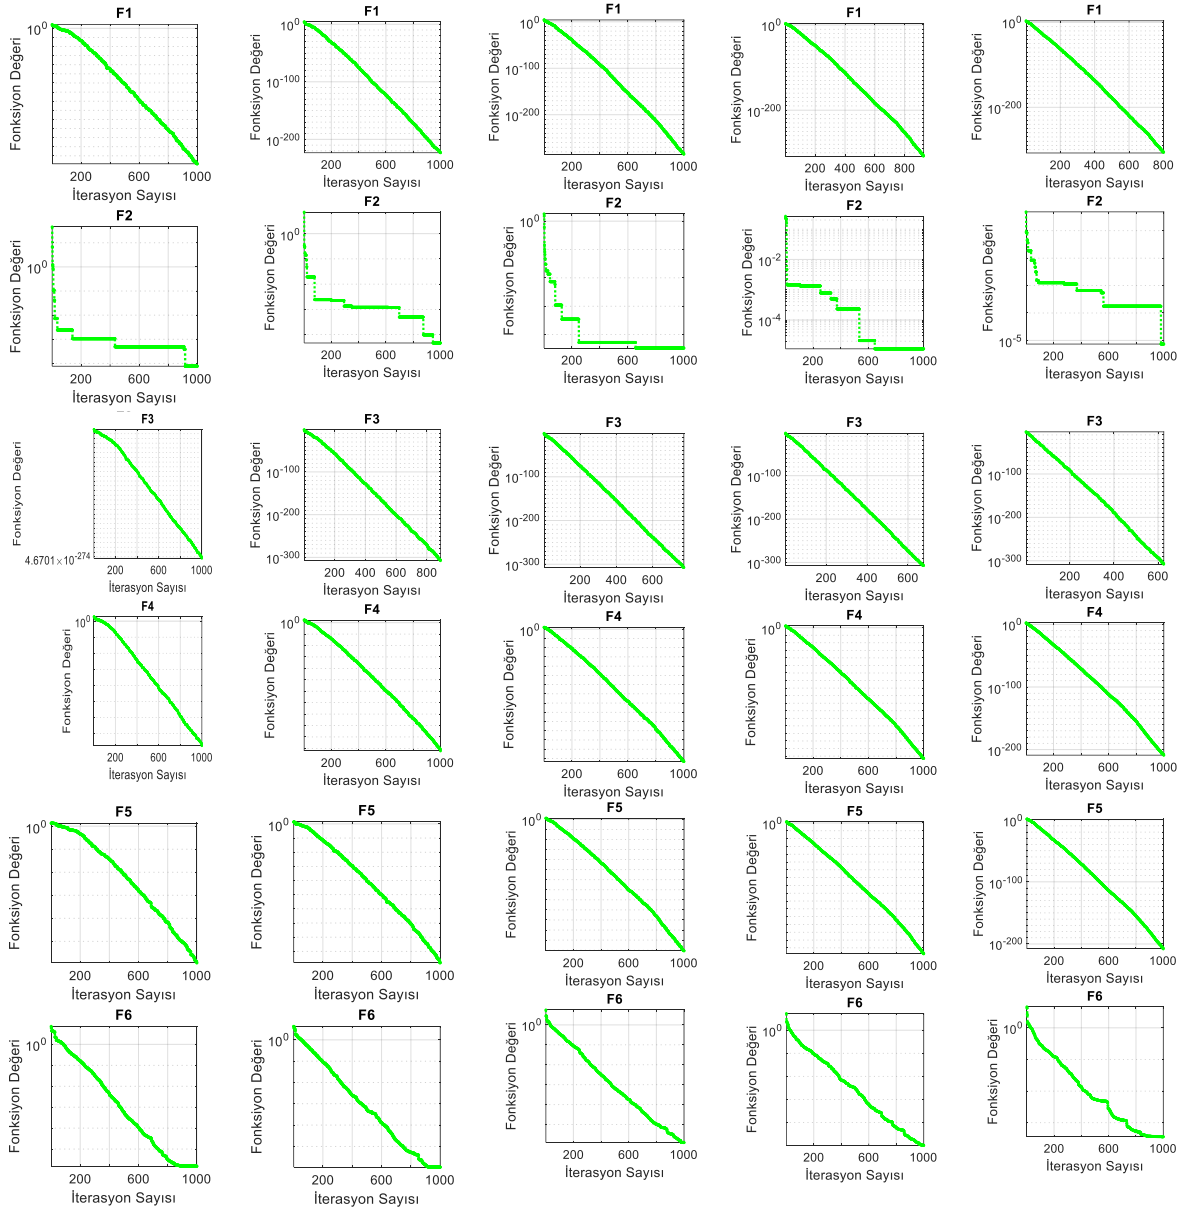 F1
Fonksiyon Değeri
10^0
200 600 1000
İterasyon Sayısı
F1
Fonksiyon Değeri
10^0
10^-100
10^-200
200 600 1000
İterasyon Sayısı
F1
Fonksiyon Değeri
10^-100
10^-200
200 600 1000
İterasyon Sayısı
F1
Fonksiyon Değeri
10^0
10^-200
200 400 600 800
İterasyon Sayısı
F1
Fonksiyon Değeri
10^0
10^-200
200 400 600 800
İterasyon Sayısı
F2
Fonksiyon Değeri
10^0
200 600 1000
İterasyon Sayısı
F2
Fonksiyon Değeri
10^0
200 600 1000
İterasyon Sayısı
F2
Fonksiyon Değeri
10^0
200 600 1000
İterasyon Sayısı
F2
Fonksiyon Değeri
10^-2
10^-4
200 600 1000
İterasyon Sayısı
F2
Fonksiyon Değeri
10^-5
200 600 1000
İterasyon Sayısı
F3
Fonksiyon Değeri
4.6701×10^-274
200 600 1000
İterasyon Sayısı
F3
Fonksiyon Değeri
10^-100
10^-200
10^-300
200 400 600 800
İterasyon Sayısı
F3
Fonksiyon Değeri
10^-100
10^-200
10^-300
200 400 600
İterasyon Sayısı
F3
Fonksiyon Değeri
10^-100
10^-200
10^-300
200 400 600
İterasyon Sayısı
F3
Fonksiyon Değeri
10^-100
10^-200
10^-300
200 400 600
İterasyon Sayısı
F4
Fonksiyon Değeri
10^0
200 600 1000
İterasyon Sayısı
F4
Fonksiyon Değeri
10^0
200 600 1000
İterasyon Sayısı
F4
Fonksiyon Değeri
10^0
200 600 1000
İterasyon Sayısı
F4
Fonksiyon Değeri
10^0
200 600 1000
İterasyon Sayısı
F4
Fonksiyon Değeri
10^0
10^-100
10^-200
200 600 1000
İterasyon Sayısı
F5
Fonksiyon Değeri
10^0
200 600 1000
İterasyon Sayısı
F5
Fonksiyon Değeri
10^0
200 600 1000
İterasyon Sayısı
F5
Fonksiyon Değeri
10^0
200 600 1000
İterasyon Sayısı
F5
Fonksiyon Değeri
10^0
200 600 1000
İterasyon Sayısı
F5
Fonksiyon Değeri
10^0
10^-100
10^-200
200 600 1000
İterasyon Sayısı
F6
Fonksiyon Değeri
10^0
200 600 1000
İterasyon Sayısı
F6
Fonksiyon Değeri
10^0
200 600 1000
İterasyon Sayısı
F6
Fonksiyon Değeri
10^0
200 600 1000
İterasyon Sayısı
F6
Fonksiyon Değeri
10^0
200 600 1000
İterasyon Sayısı
F6
Fonksiyon Değeri
10^0
200 600 1000
İterasyon Sayısı